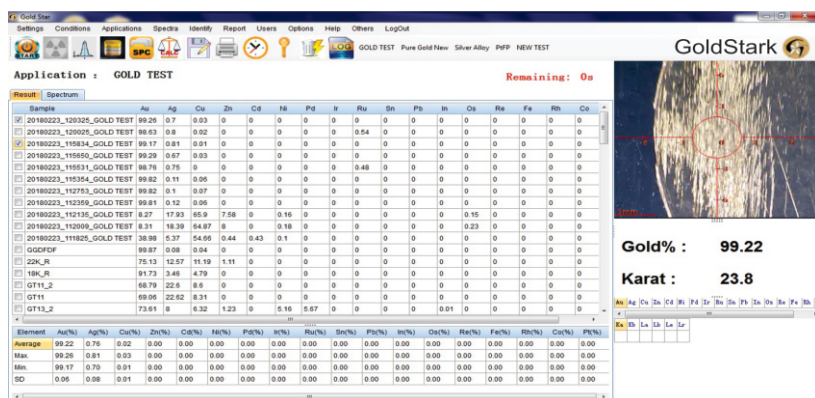 Gold Star
Settings Conditions Applications Spectra Identify Report Users Options Help Others LogOut
START SPC CALC LOG GOLD TEST Pure Gold New Silver Alloy PtFP NEW TEST GoldStark
Application : GOLD TEST Remaining: 0s
Result Spectrum
Sample Au Ag Cu Zn Cd Ni Pd Ir Ru Sn Pb In Os Re Fe Rh Co
20180223_120325_GOLD TEST 99.26 0.7 0.03 0 0 0 0 0 0 0 0 0 0 0 0 0 0
20180223_120025_GOLD TEST 98.63 0.8 0.02 0 0 0 0 0 0.54 0 0 0 0 0 0 0 0
20180223_115834_GOLD TEST 99.17 0.81 0.01 0 0 0 0 0 0 0 0 0 0 0 0 0 0
20180223_115650_GOLD TEST 99.29 0.67 0.03 0 0 0 0 0 0 0 0 0 0 0 0 0 0
20180223_115531_GOLD TEST 98.76 0.75 0 0 0 0 0 0 0.48 0 0 0 0 0 0 0 0
20180223_115354_GOLD TEST 99.82 0.11 0.06 0 0 0 0 0 0 0 0 0 0 0 0 0 0
20180223_112753_GOLD TEST 99.82 0.1 0.07 0 0 0 0 0 0 0 0 0 0 0 0 0 0
20180223_112359_GOLD TEST 99.81 0.12 0.06 0 0 0 0 0 0 0 0 0 0 0 0 0 0
20180223_112135_GOLD TEST 8.27 17.93 65.9 7.58 0 0.16 0 0 0 0 0 0 0.15 0 0 0 0
20180223_112009_GOLD TEST 8.31 18.39 64.87 8 0 0.18 0 0 0 0 0 0 0.23 0 0 0 0
20180223_111825_GOLD TEST 38.98 5.37 54.66 0.44 0.43 0.1 0 0 0 0 0 0 0 0 0 0 0
GGDFDF 99.87 0.08 0.04 0 0 0 0 0 0 0 0 0 0 0 0 0 0
22K_R 75.13 12.57 11.19 1.11 0 0 0 0 0 0 0 0 0 0 0 0 0
18K_R 91.73 3.46 4.79 0 0 0 0 0 0 0 0 0 0 0 0 0 0
GT11_2 68.79 22.6 8.6 0 0 0 0 0 0 0 0 0 0 0 0 0 0
GT11 69.06 22.62 8.31 0 0 0 0 0 0 0 0 0 0 0 0 0 0
GT13_2 73.61 8 6.32 1.23 0 5.16 5.67 0 0 0 0 0.01 0 0 0 0 0
Element Au(%) Ag(%) Cu(%) Zn(%) Cd(%) Ni(%) Pd(%) Ir(%) Ru(%) Sn(%) Pb(%) In(%) Os(%) Re(%) Fe(%) Rh(%) Co(%) Pt(%)
Average 99.22 0.76 0.02 0.00 0.00 0.00 0.00 0.00 0.00 0.00 0.00 0.00 0.00 0.00 0.00 0.00 0.00 0.00
Max. 99.26 0.81 0.03 0.00 0.00 0.00 0.00 0.00 0.00 0.00 0.00 0.00 0.00 0.00 0.00 0.00 0.00 0.00
Min. 99.17 0.70 0.01 0.00 0.00 0.00 0.00 0.00 0.00 0.00 0.00 0.00 0.00 0.00 0.00 0.00 0.00 0.00
SD 0.06 0.08 0.01 0.00 0.00 0.00 0.00 0.00 0.00 0.00 0.00 0.00 0.00 0.00 0.00 0.00 0.00 0.00
1mm
Gold% : 99.22
Karat : 23.8
Au Ag Cu Zn Cd Ni Pd Ir Ru Sn Pb In Os Re Fe Rh
Ka Kb La Lb Le Lr